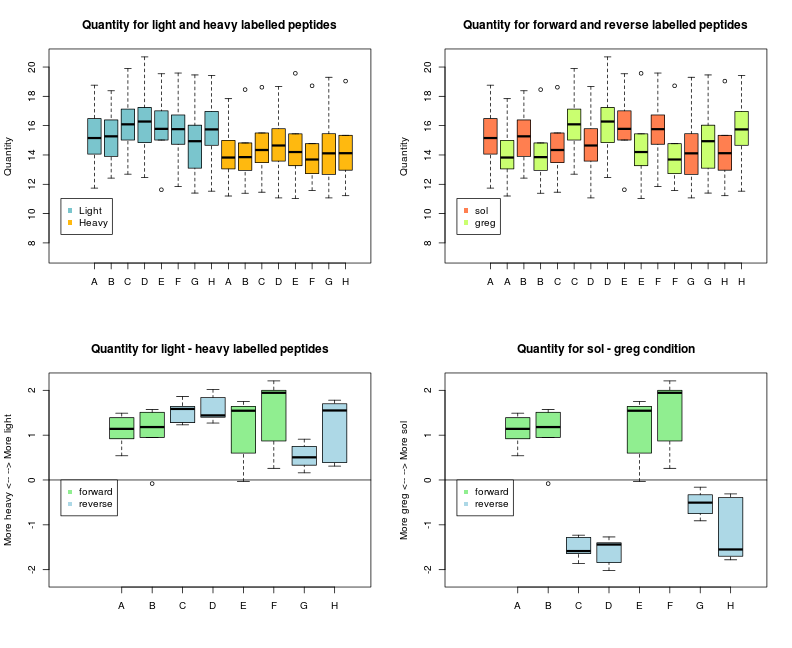 Quantity for light and heavy labelled peptides
Quantity
20
18
16
14
12
10
8
Light
Heavy
A B C D E F G H A B C D E F G H
Quantity for forward and reverse labelled peptides
Quantity
20
18
16
14
12
10
8
sol
greg
A A B B C C D D E E F F G G H H
Quantity for light - heavy labelled peptides
More heavy <-- --> More light
2
1
0
-1
-2
forward
reverse
A B C D E F G H
Quantity for sol - greg condition
More greg <-- --> More sol
2
1
0
-1
-2
forward
reverse
A B C D E F G H